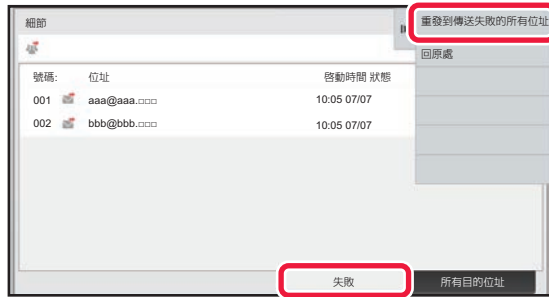 細節
重發到傳送失敗的所有位址
回原處
號碼: 位址 啓動時間 狀態
001 aaa@aaa.□□□ 10:05 07/07
002 bbb@bbb.□□□ 10:05 07/07
失敗 所有目的位址